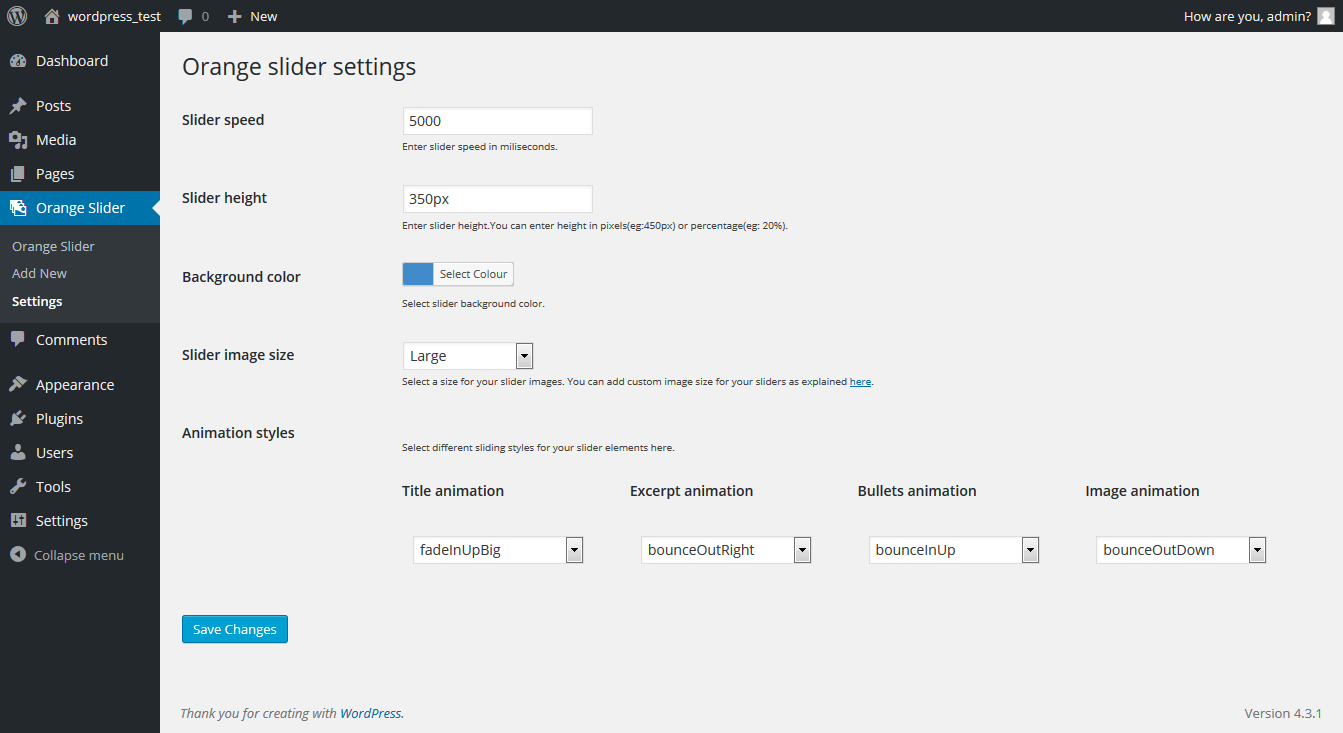 wordpress_test 0 New How are you, admin?
Dashboard
Posts
Media
Pages
Orange Slider
Orange Slider
Add New
Settings
Comments
Appearance
Plugins
Users
Tools
Settings
Collapse menu
Orange slider settings
Slider speed
5000
Enter slider speed in miliseconds.
Slider height
350px
Enter slider height.You can enter height in pixels(eg:450px) or percentage(eg: 20%).
Background color
Select Colour
Select slider background color.
Slider image size
Large
Select a size for your slider images. You can add custom image size for your sliders as explained here.
Animation styles
Select different sliding styles for your slider elements here.
Title animation Excerpt animation Bullets animation Image animation
fadeInUpBig bounceOutRight bounceInUp bounceOutDown
Save Changes
Thank you for creating with WordPress. Version 4.3.1